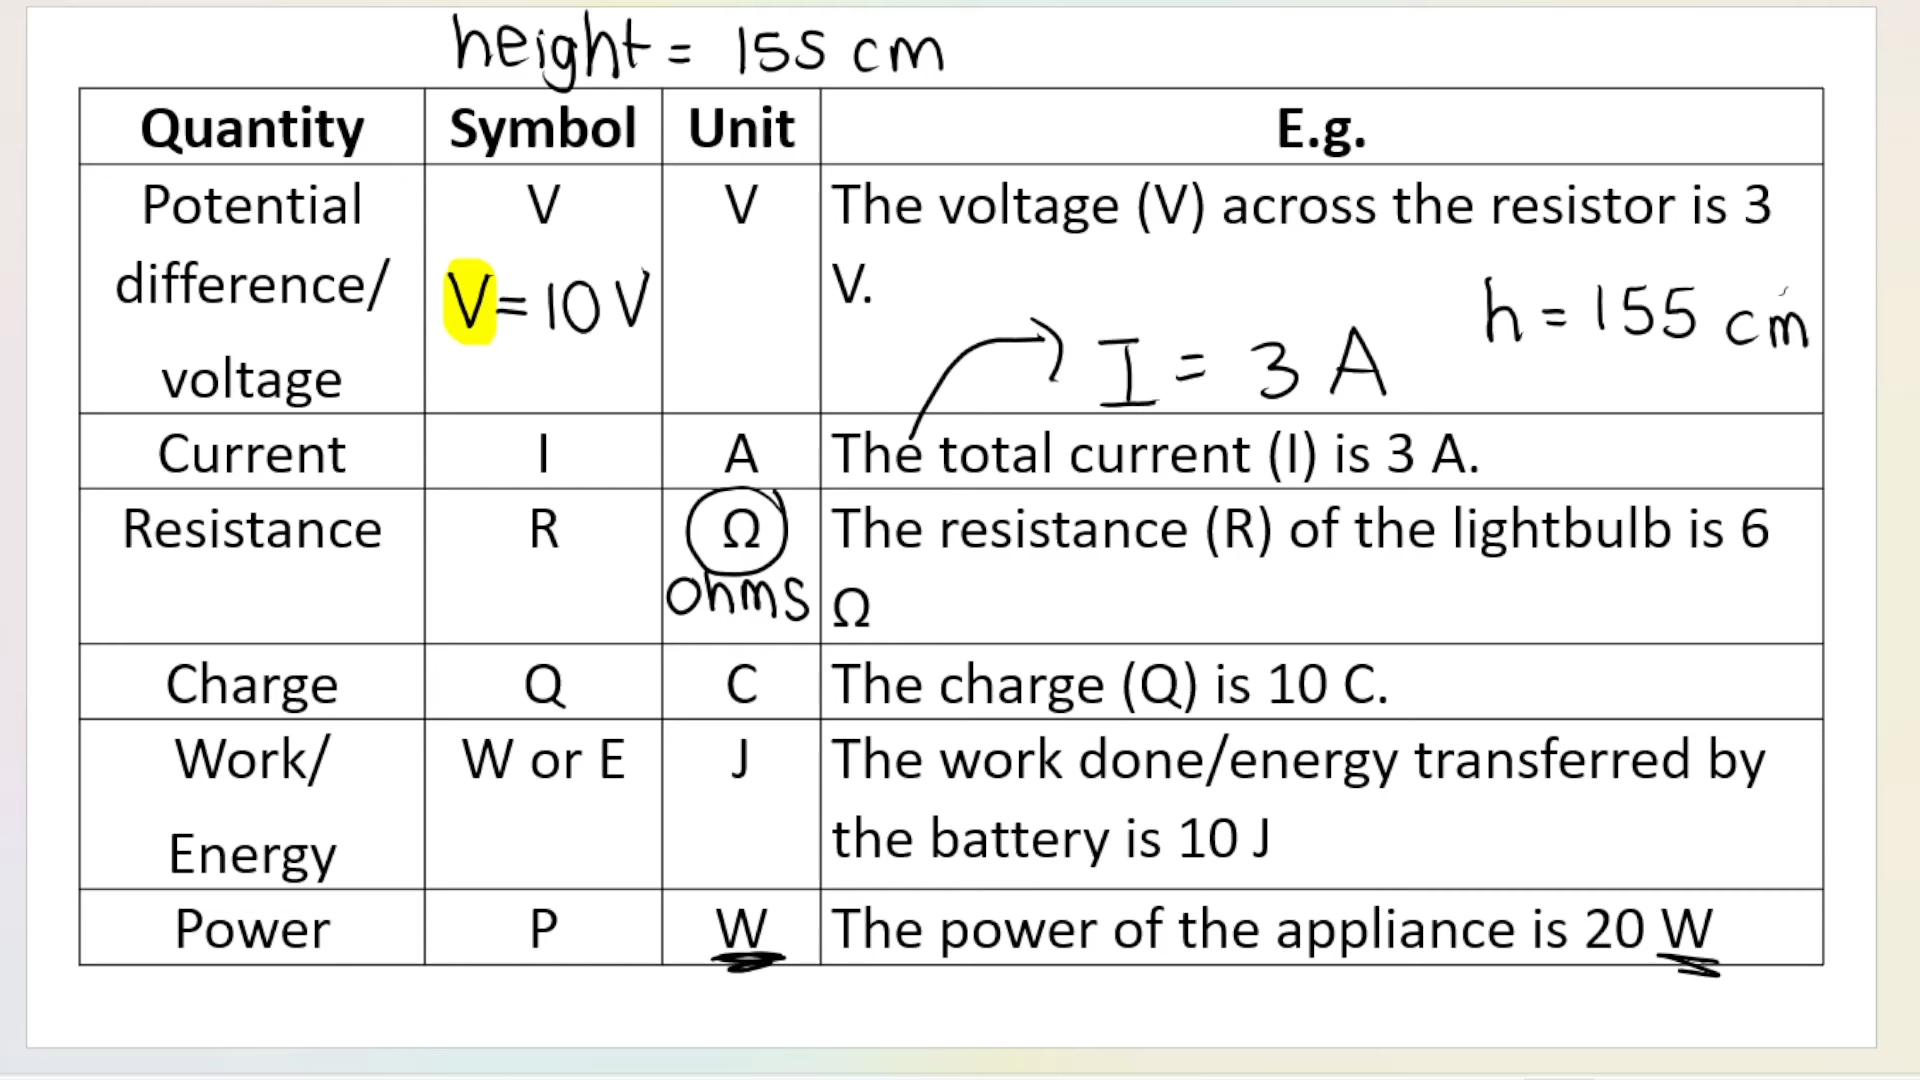 height = 155 cm
Quantity Symbol Unit E.g.
Potential difference/ voltage V V The voltage (V) across the resistor is 3 V.
V = 10 V
h = 155 cm
I = 3 A
Current I A The total current (I) is 3 A.
Resistance R Ω The resistance (R) of the lightbulb is 6 Ω
ohms
Charge Q C The charge (Q) is 10 C.
Work/ Energy W or E J The work done/energy transferred by the battery is 10 J
Power P W The power of the appliance is 20 W